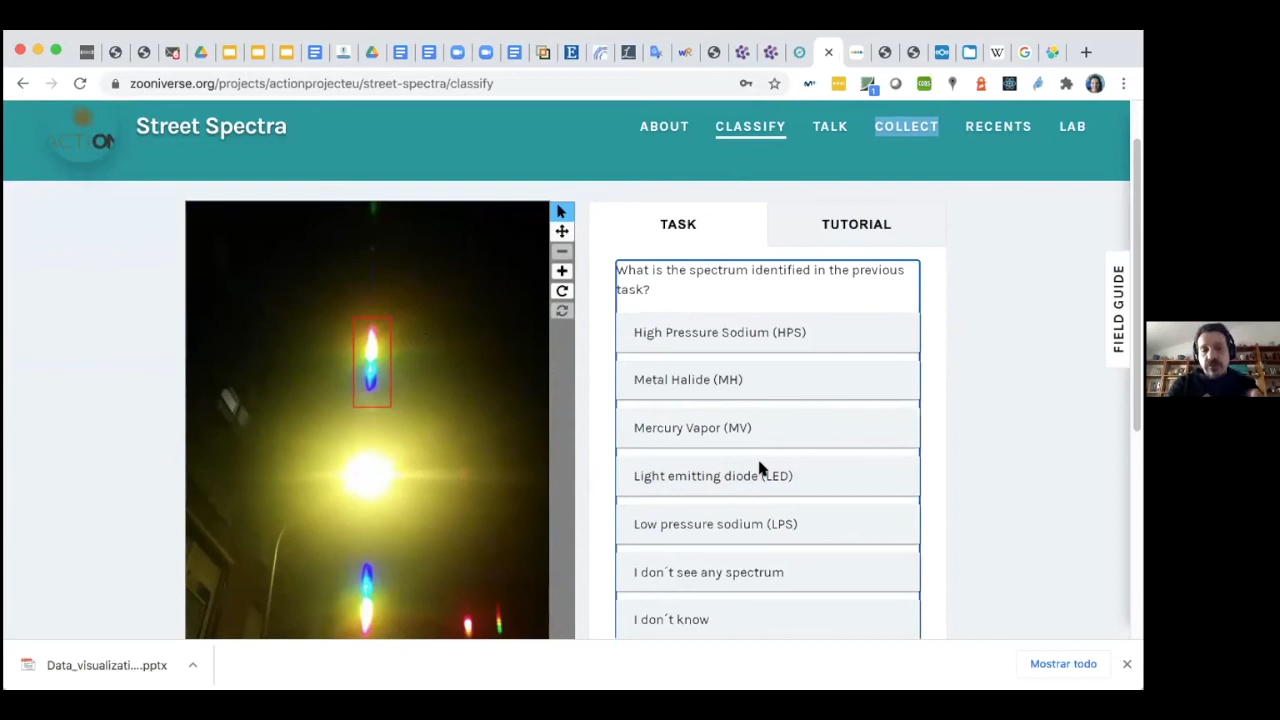 zooniverse.org/projects/actionprojecteu/street-spectra/classify
ACTION
Street Spectra
ABOUT
CLASSIFY
TALK
COLLECT
RECENTS
LAB
TASK
TUTORIAL
What is the spectrum identified in the previous
task?
High Pressure Sodium (HPS)
Metal Halide (MH)
Mercury Vapor (MV)
Light emitting diode (LED)
Low pressure sodium (LPS)
I don´t see any spectrum
I don´t know
FIELD GUIDE
Data_visualizati....pptx
Mostrar todo